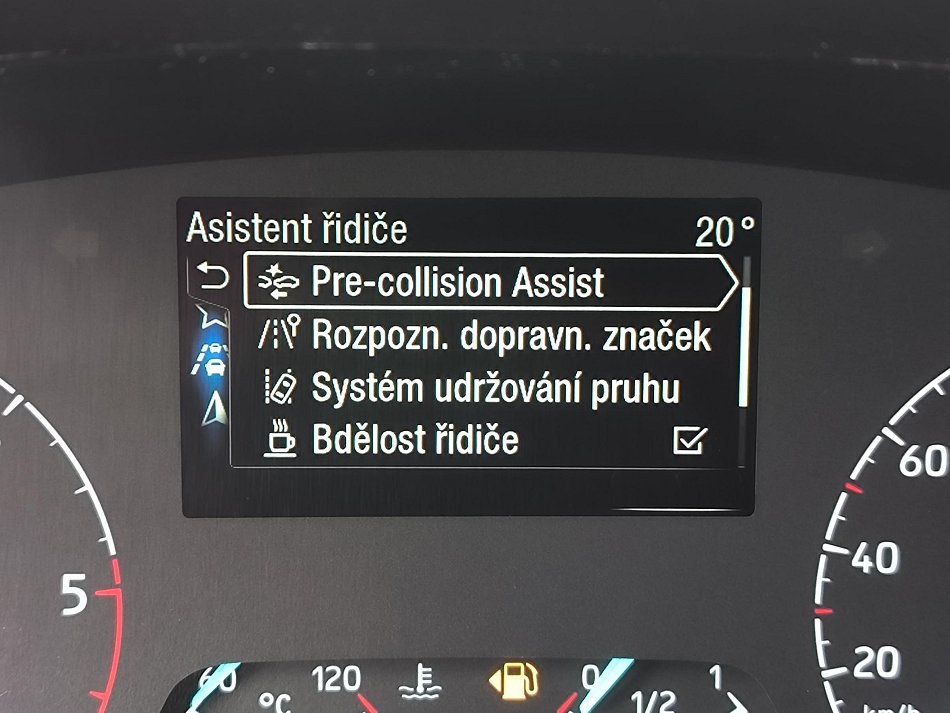 Asistent řidiče 20°
Pre-collision Assist
Rozpozn. dopravn. značek
Systém udržování pruhu
Bdělost řidiče
5
60
40
20
km/h
60 120
°C
0 1/2 1